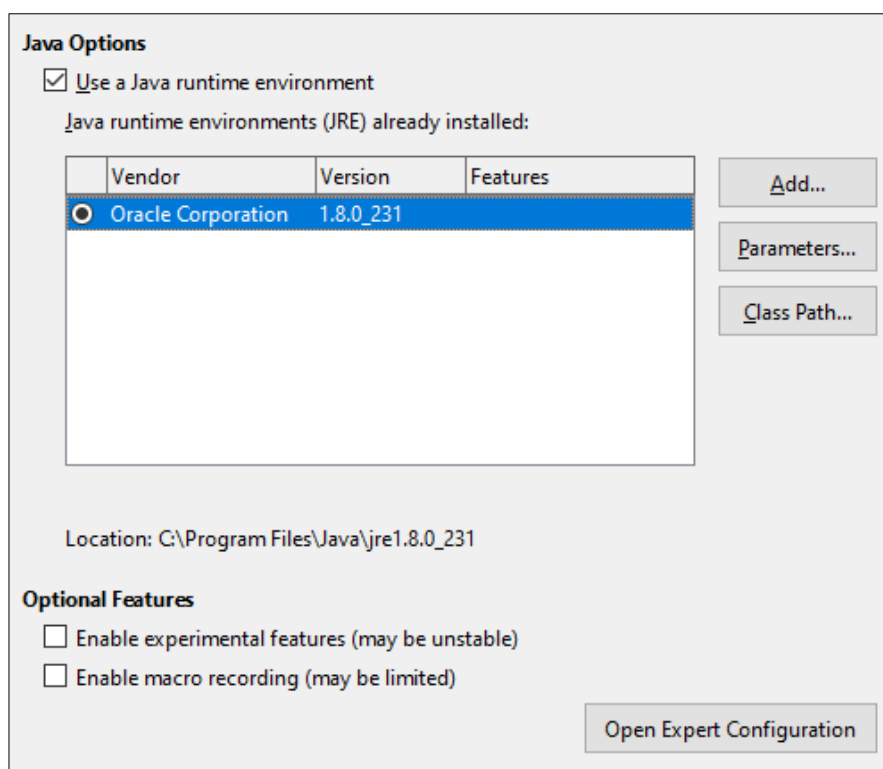 Java Options
Use a Java runtime environment
Java runtime environments (JRE) already installed:
Vendor Version Features
Add...
Oracle Corporation 1.8.0_231
Parameters...
Class Path...
Location: C:\Program Files\Java\jre1.8.0_231
Optional Features
Enable experimental features (may be unstable)
Enable macro recording (may be limited)
Open Expert Configuration